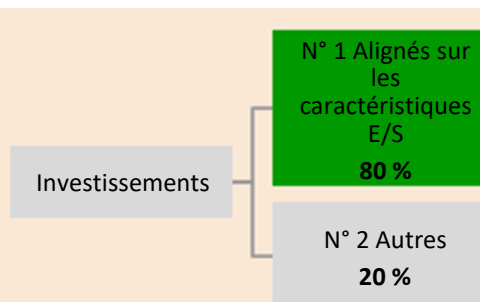 N° 1 Alignés sur
les
caractéristiques
E/S
80 %
Investissements
N° 2 Autres
20 %